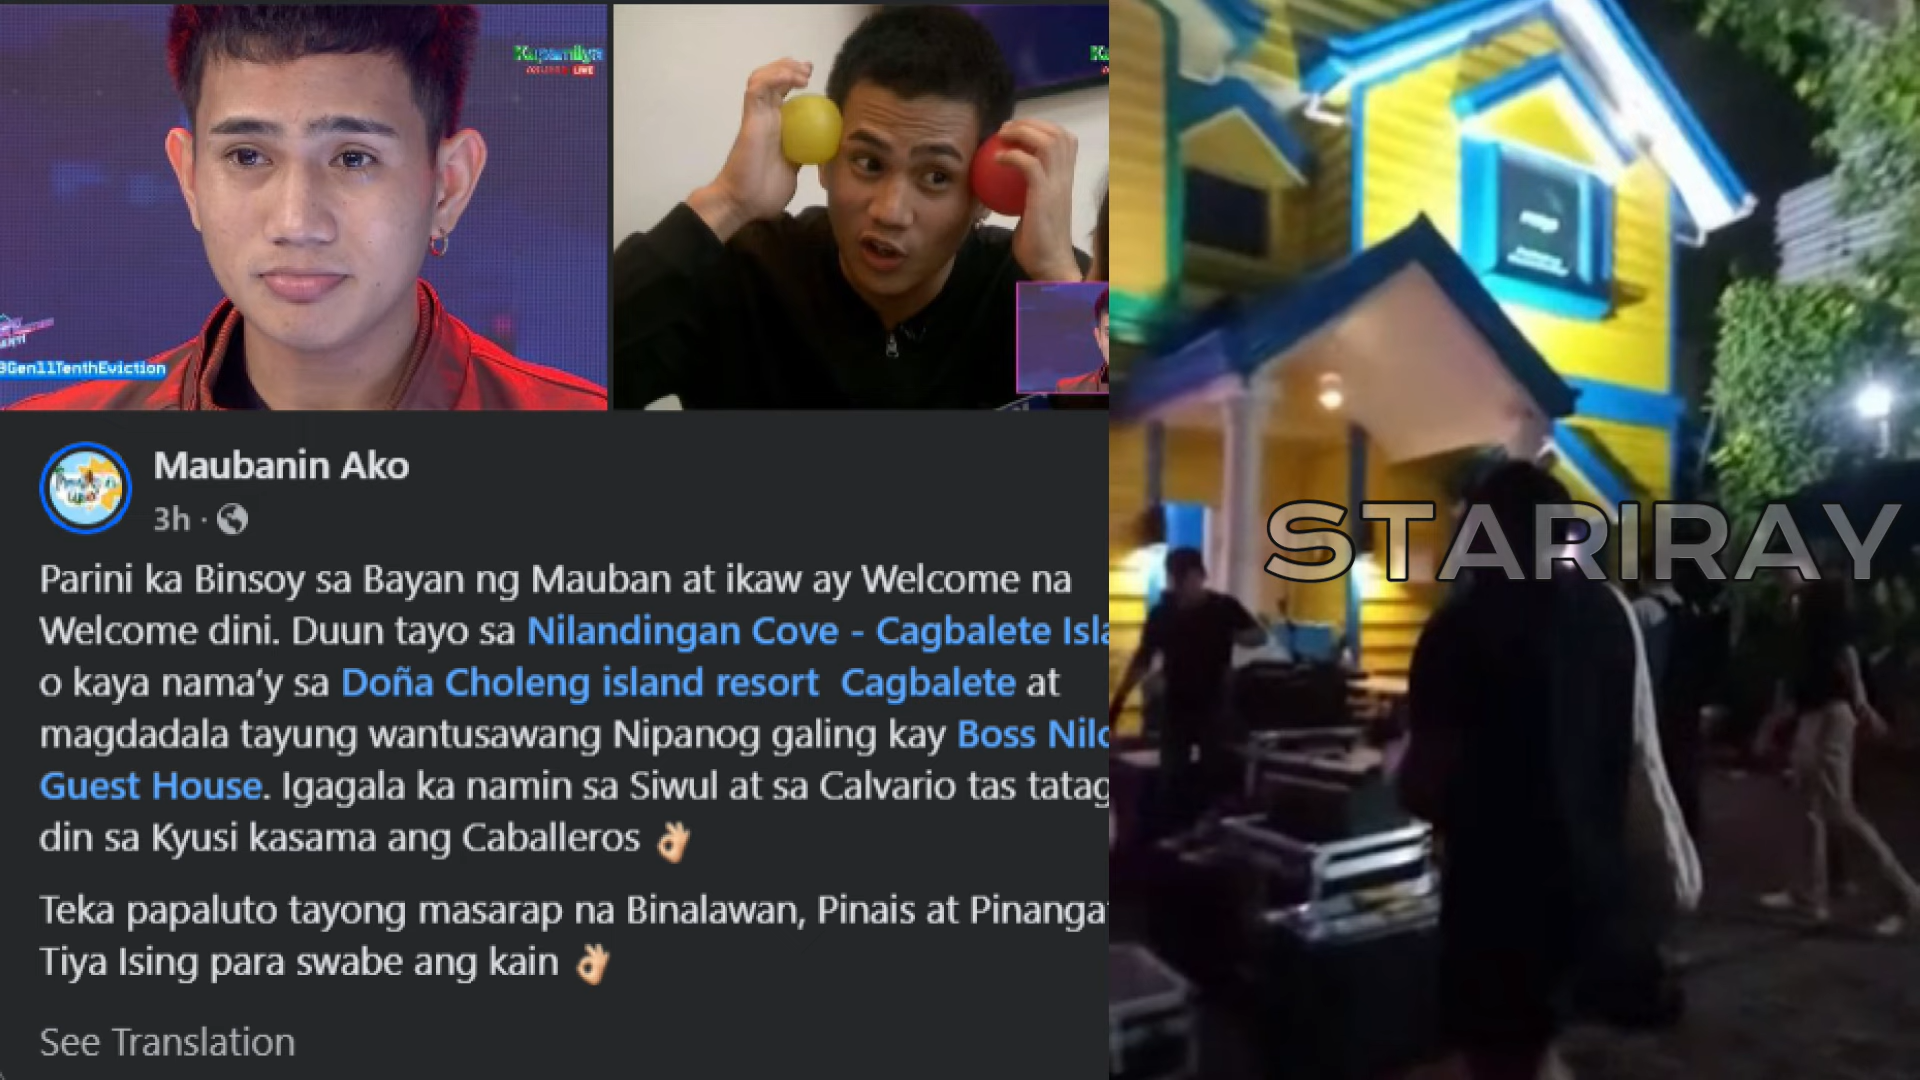 Kapamilya
LIVE
Gen11TenthEviction
Maubanin Ako
3h ·
Parini ka Binsoy sa Bayan ng Mauban at ikaw ay Welcome na
Welcome dini. Duun tayo sa Nilandingan Cove - Cagbalete Isla
o kaya nama’y sa Doña Choleng island resort Cagbalete at
magdadala tayung wantusawang Nipanog galing kay Boss Nilo
Guest House. Igagala ka namin sa Siwul at sa Calvario tas tatag
din sa Kyusi kasama ang Caballeros 👌🏻
Teka papaluto tayong masarap na Binalawan, Pinais at Pinanga
Tiya Ising para swabe ang kain 👌🏻
See Translation
STARIRAY